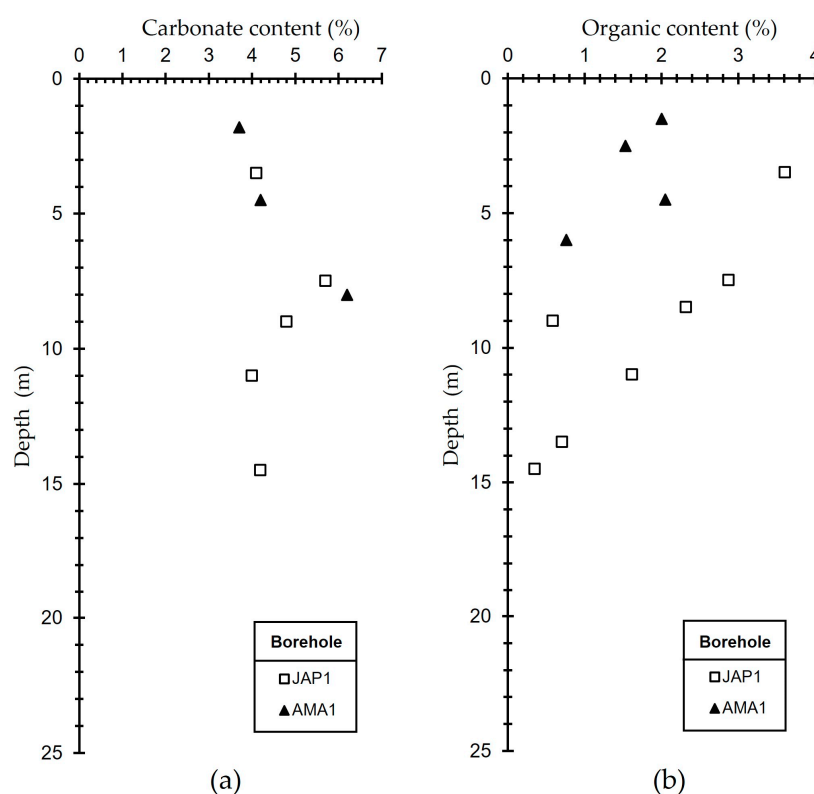 Carbonate content (%)
0 1 2 3 4 5 6 7
0
5
10
15
20
25
Depth (m)
Borehole
JAP1
AMA1
(a)
Organic content (%)
0 1 2 3 4
0
5
10
15
20
25
Depth (m)
Borehole
JAP1
AMA1
(b)